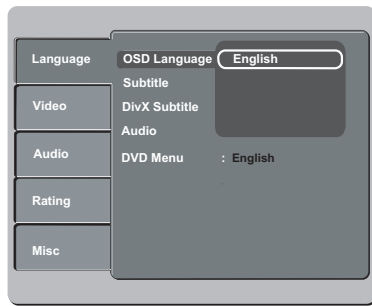 Language
Video
Audio
Rating
Misc
OSD Language English
Subtitle
DivX Subtitle
Audio
DVD Menu : English